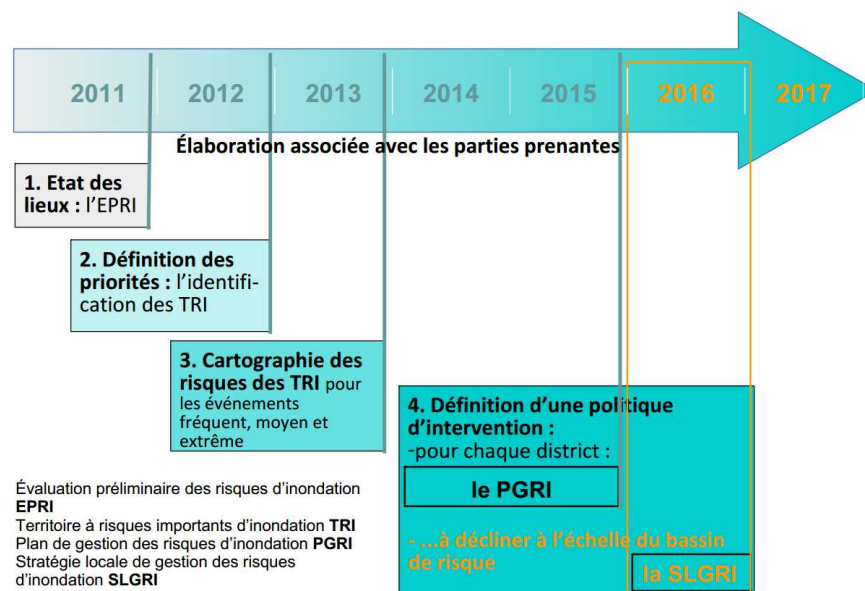 2011 2012 2013 2014 2015 2016 2017
Élaboration associée avec les parties prenantes
1. Etat des
lieux : l'EPRI
2. Définition des
priorités : l'identifi-
cation des TRI
3. Cartographie des
risques des TRI pour
les événements
fréquent, moyen et
extrême
4. Définition d'une politique
d'intervention :
-pour chaque district :
le PGRI
- ...à décliner à l'échelle du bassin
de risque
la SLGRI
Évaluation préliminaire des risques d'inondation
EPRI
Territoire à risques importants d'inondation TRI
Plan de gestion des risques d'inondation PGRI
Stratégie locale de gestion des risques
d'inondation SLGRI